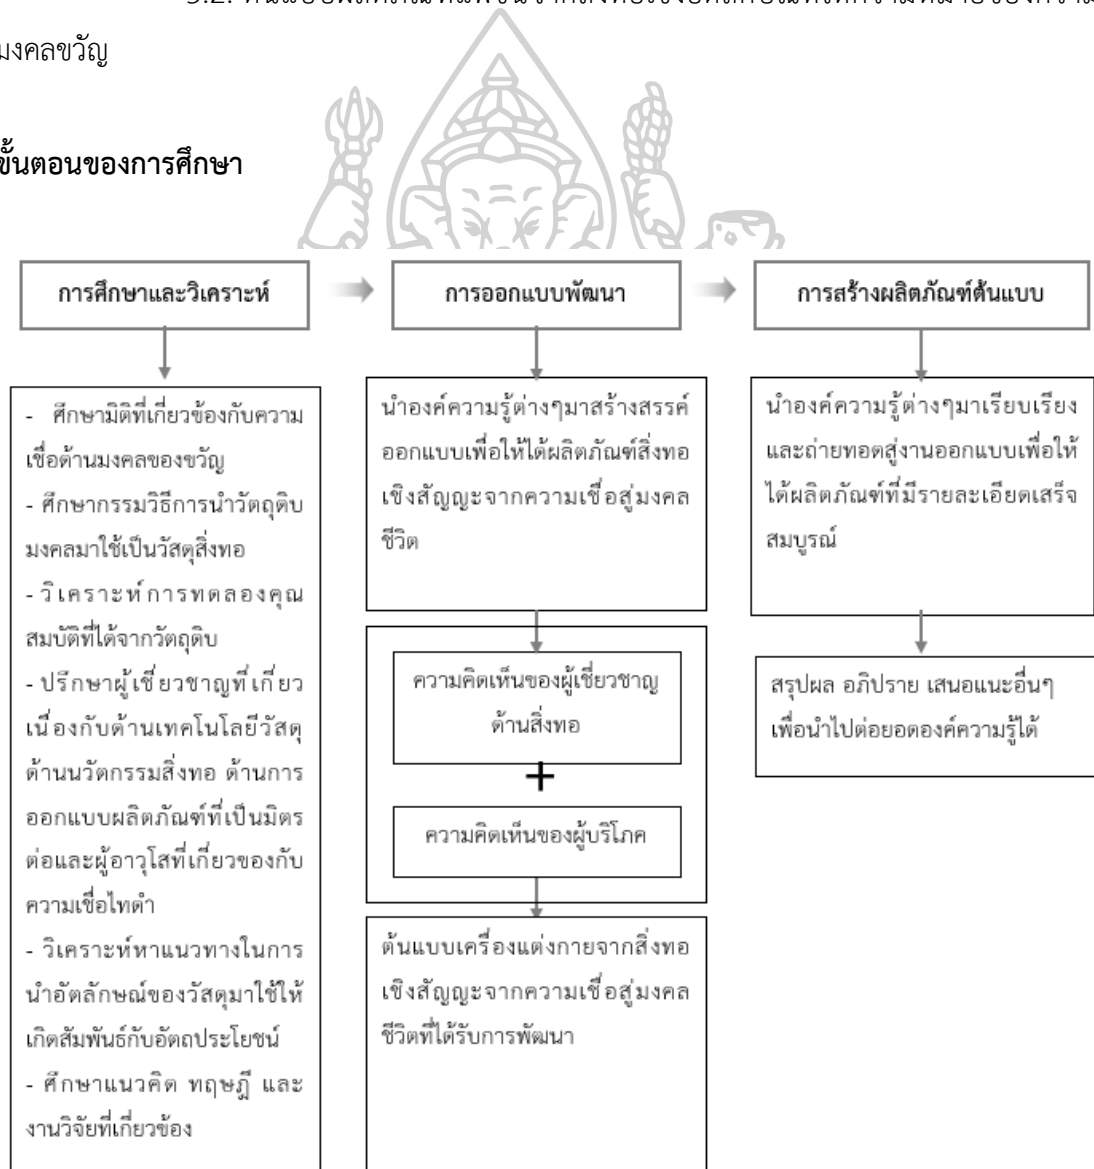 มงคลขวัญ
ขั้นตอนของการศึกษา
การศึกษาและวิเคราะห์
การออกแบบพัฒนา
การสร้างผลิตภัณฑ์ต้นแบบ
- ศึกษามิติที่เกี่ยวข้องกับความ
เชื่อด้านมงคลของขวัญ
- ศึกษากรรมวิธีการนำวัตถุดิบ
มงคลมาใช้เป็นวัสดุสิ่งทอ
- วิเคราะห์การทดลองคุณ
สมบัติที่ได้จากวัตถุดิบ
- ปรึกษาผู้เชี่ยวชาญที่เกี่ยว
เนื่องกับด้านเทคโนโลยีวัสดุ
ด้านนวัตกรรมสิ่งทอ ด้านการ
ออกแบบผลิตภัณฑ์ที่เป็นมิตร
ต่อและผู้อาวุโสที่เกี่ยวของกับ
ความเชื่อไทดำ
- วิเคราะห์หาแนวทางในการ
นำอัตลักษณ์ของวัสดุมาใช้ให้
เกิดสัมพันธ์กับอัตถประโยชน์
- ศึกษาแนวคิด ทฤษฎี และ
งานวิจัยที่เกี่ยวข้อง
นำองค์ความรู้ต่างๆมาสร้างสรรค์
ออกแบบเพื่อให้ได้ผลิตภัณฑ์สิ่งทอ
เชิงสัญญะจากความเชื่อสู่มงคล
ชีวิต
ความคิดเห็นของผู้เชี่ยวชาญ
ด้านสิ่งทอ
+
ความคิดเห็นของผู้บริโภค
ต้นแบบเครื่องแต่งกายจากสิ่งทอ
เชิงสัญญะจากความเชื่อสู่มงคล
ชีวิตที่ได้รับการพัฒนา
นำองค์ความรู้ต่างๆมาเรียบเรียง
และถ่ายทอดสู่งานออกแบบเพื่อให้
ได้ผลิตภัณฑ์ที่มีรายละเอียดเสร็จ
สมบูรณ์
สรุปผล อภิปราย เสนอแนะอื่นๆ
เพื่อนำไปต่อยอดองค์ความรู้ได้